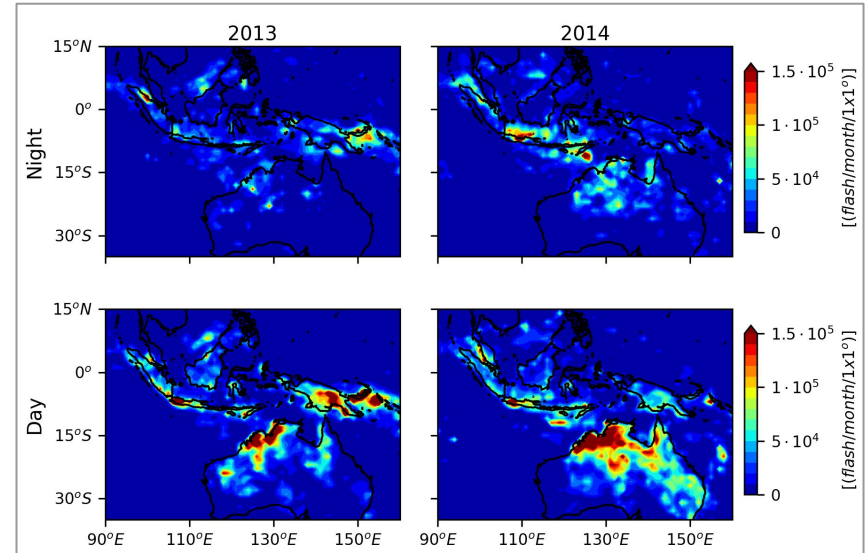 2013 2014
15°N
0°
15°S
30°S
Night
1.5·10⁵
1·10⁵
5·10⁴
0
[(flash/month/1x1°)]
15°N
0°
15°S
30°S
Day
90°E 110°E 130°E 150°E
90°E 110°E 130°E 150°E
1.5·10⁵
1·10⁵
5·10⁴
0
[(flash/month/1x1°)]